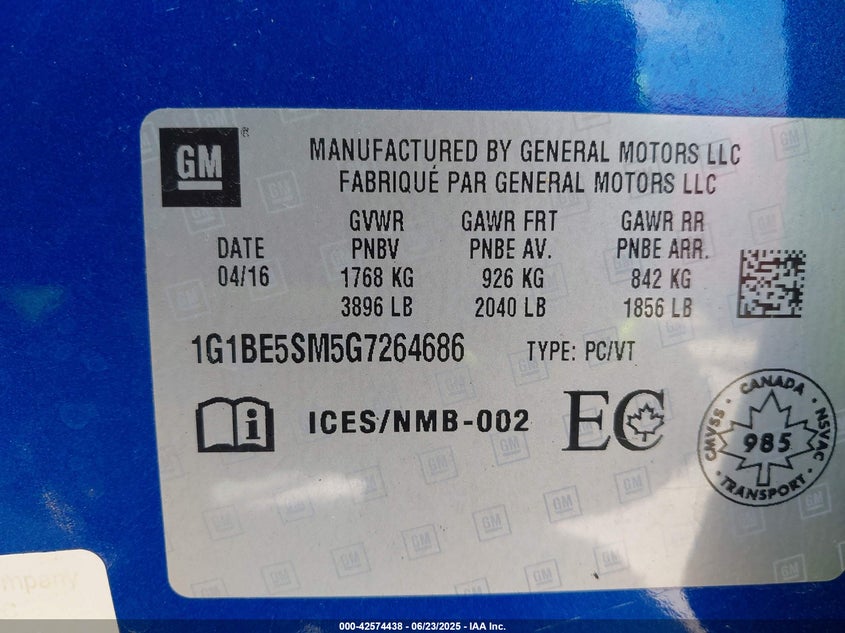 GM ®
MANUFACTURED BY GENERAL MOTORS LLC
FABRIQUÉ PAR GENERAL MOTORS LLC
GVWR GAWR FRT GAWR RR
DATE PNBV PNBE AV. PNBE ARR.
04/16 1768 KG 926 KG 842 KG
3896 LB 2040 LB 1856 LB
1G1BE5SM5G7264686 TYPE: PC/VT
i ICES/NMB-002 EC
CANADA
CMVSS 985 NSVAC
TRANSPORT
GM
mpany
000-42574438 - 06/23/2025 - IAA Inc.